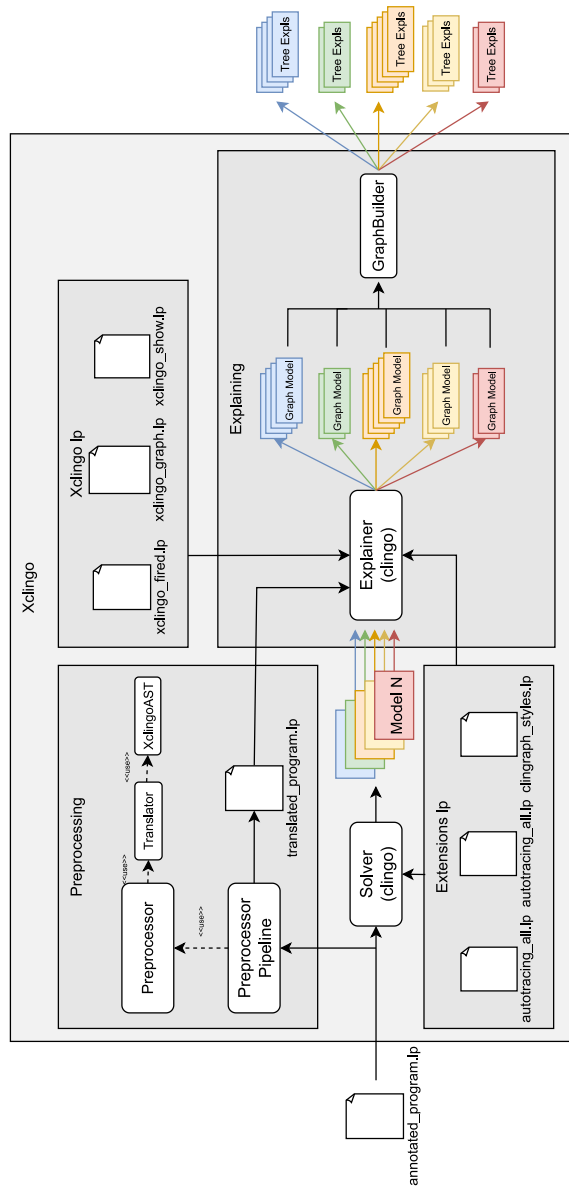 Xclingo
Preprocessing
Preprocessor
<<use>>
Translator
<<use>>
XclingoAST
<<use>>
Preprocessor
Pipeline
translated_program.lp
Xclingo lp
xclingo_fired.lp
xclingo_graph.lp
xclingo_show.lp
annotated_program.lp
Solver
(clingo)
Model N
Extensions lp
autotracing_all.lp
autotracing_all.lp
clingraph_styles.lp
Explaining
Explainer
(clingo)
Graph Model
Graph Model
Graph Model
Graph Model
Graph Model
GraphBuilder
Tree Expls
Tree Expls
Tree Expls
Tree Expls
Tree Expls